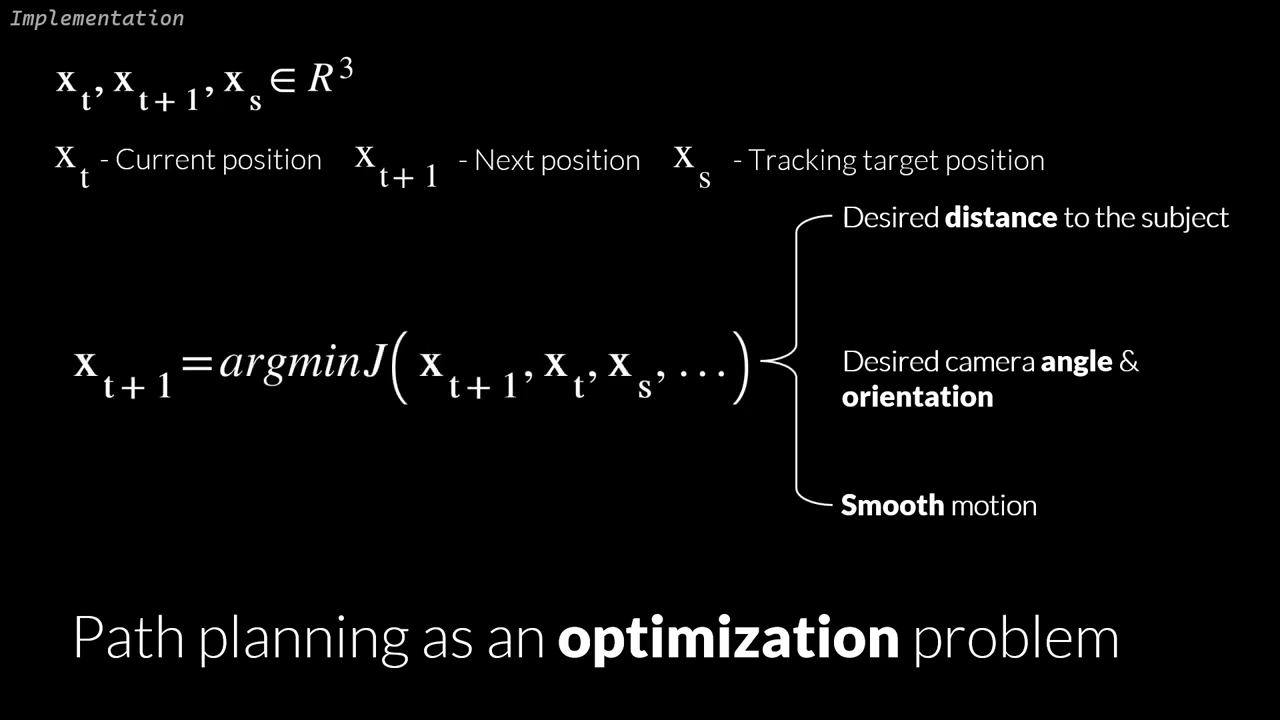 Implementation
x_t, x_{t+1}, x_s ∈ R^3
x_t - Current position x_{t+1} - Next position x_s - Tracking target position
Desired distance to the subject
x_{t+1} = argminJ( x_{t+1}, x_t, x_s, ...)
Desired camera angle &
orientation
Smooth motion
Path planning as an optimization problem